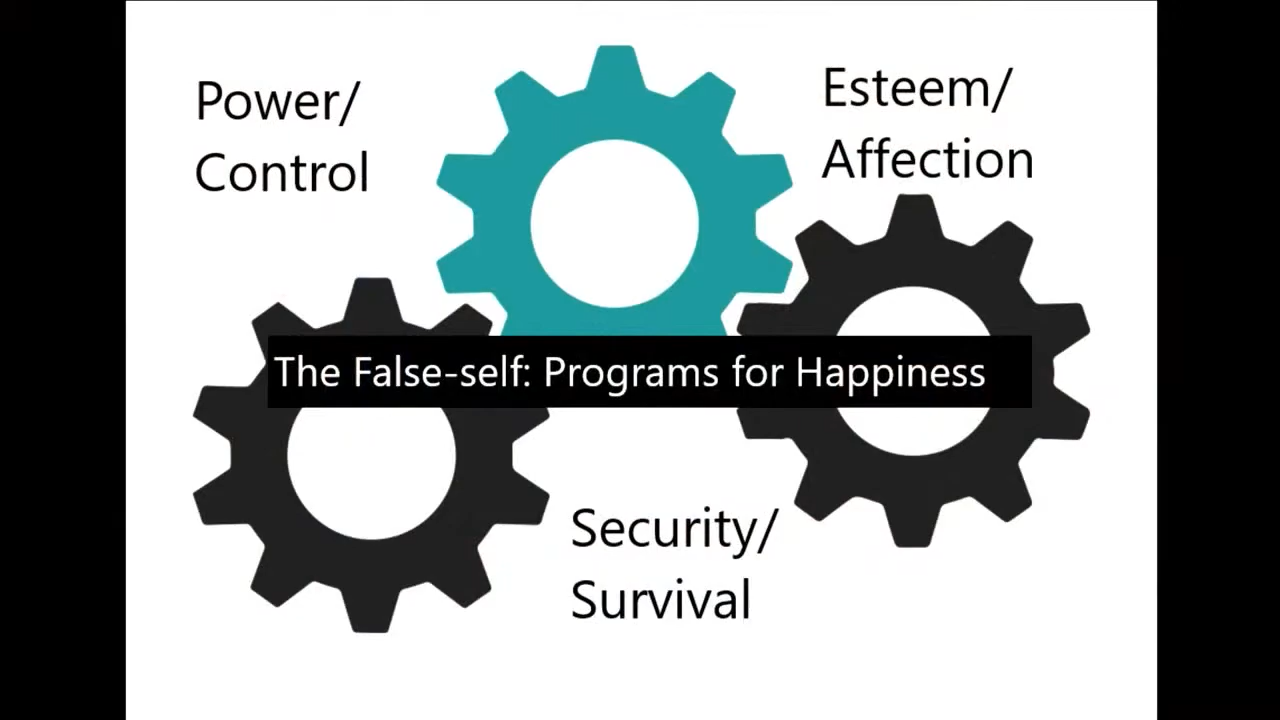 Power/
Control
Esteem/
Affection
The False-self: Programs for Happiness
Security/
Survival